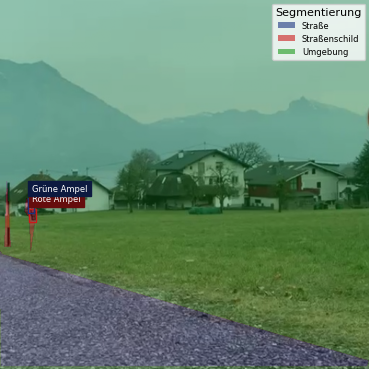 Segmentierung
Straße
Straßenschild
Umgebung
Grüne Ampel
Rote Ampel